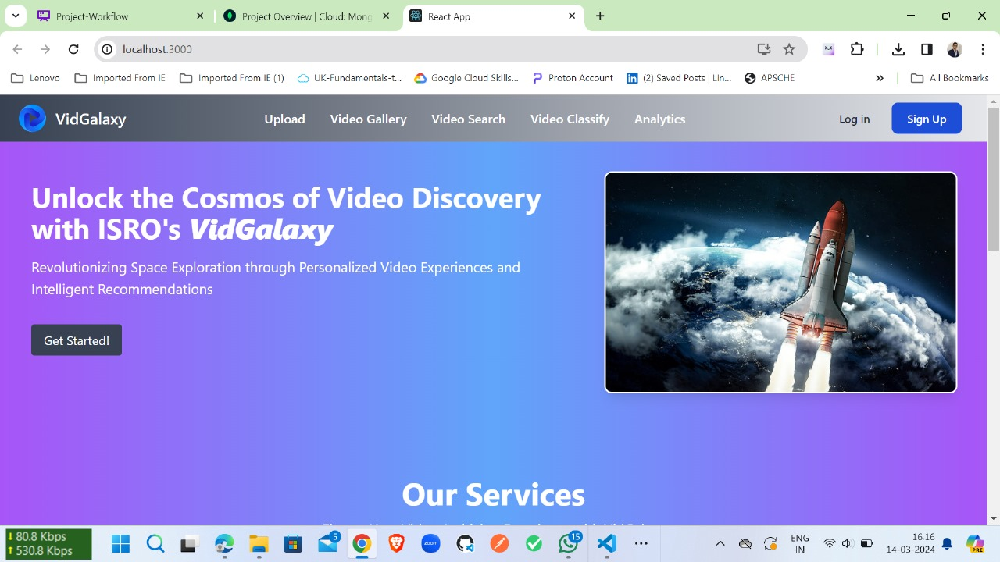 Project-Workflow
Project Overview | Cloud: Mong
React App
localhost:3000
Lenovo
Imported From IE
Imported From IE (1)
UK-Fundamentals-t...
Google Cloud Skills...
Proton Account
(2) Saved Posts | Lin...
APSCHE
All Bookmarks
VidGalaxy
Upload
Video Gallery
Video Search
Video Classify
Analytics
Log in
Sign Up
Unlock the Cosmos of Video Discovery
with ISRO's VidGalaxy
Revolutionizing Space Exploration through Personalized Video Experiences and
Intelligent Recommendations
Get Started!
Our Services
80.8 Kbps
530.8 Kbps
5
zoom
15
ENG
IN
16:16
14-03-2024
PRE